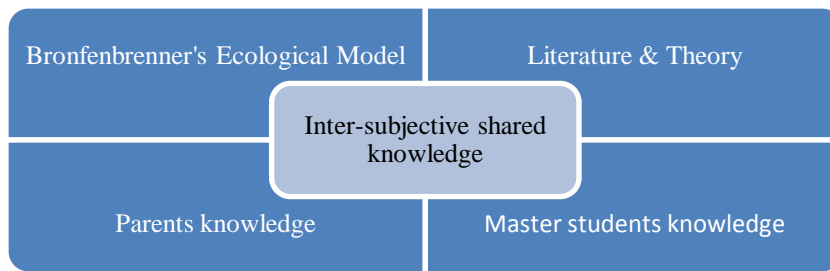 Bronfenbrenner's Ecological Model
Literature & Theory
Inter-subjective shared
knowledge
Parents knowledge
Master students knowledge